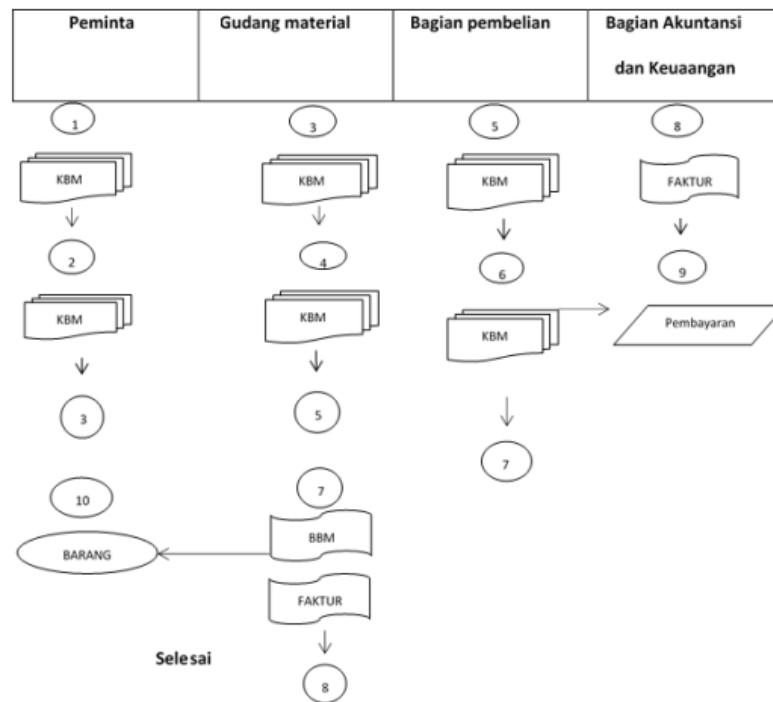 Peminta
Gudang material
Bagian pembelian
Bagian Akuntansi
dan Keuaangan
1
3
5
8
KBM
KBM
KBM
FAKTUR
2
4
6
9
KBM
KBM
KBM
Pembayaran
3
5
7
10
7
BARANG
BBM
FAKTUR
Selesai
8